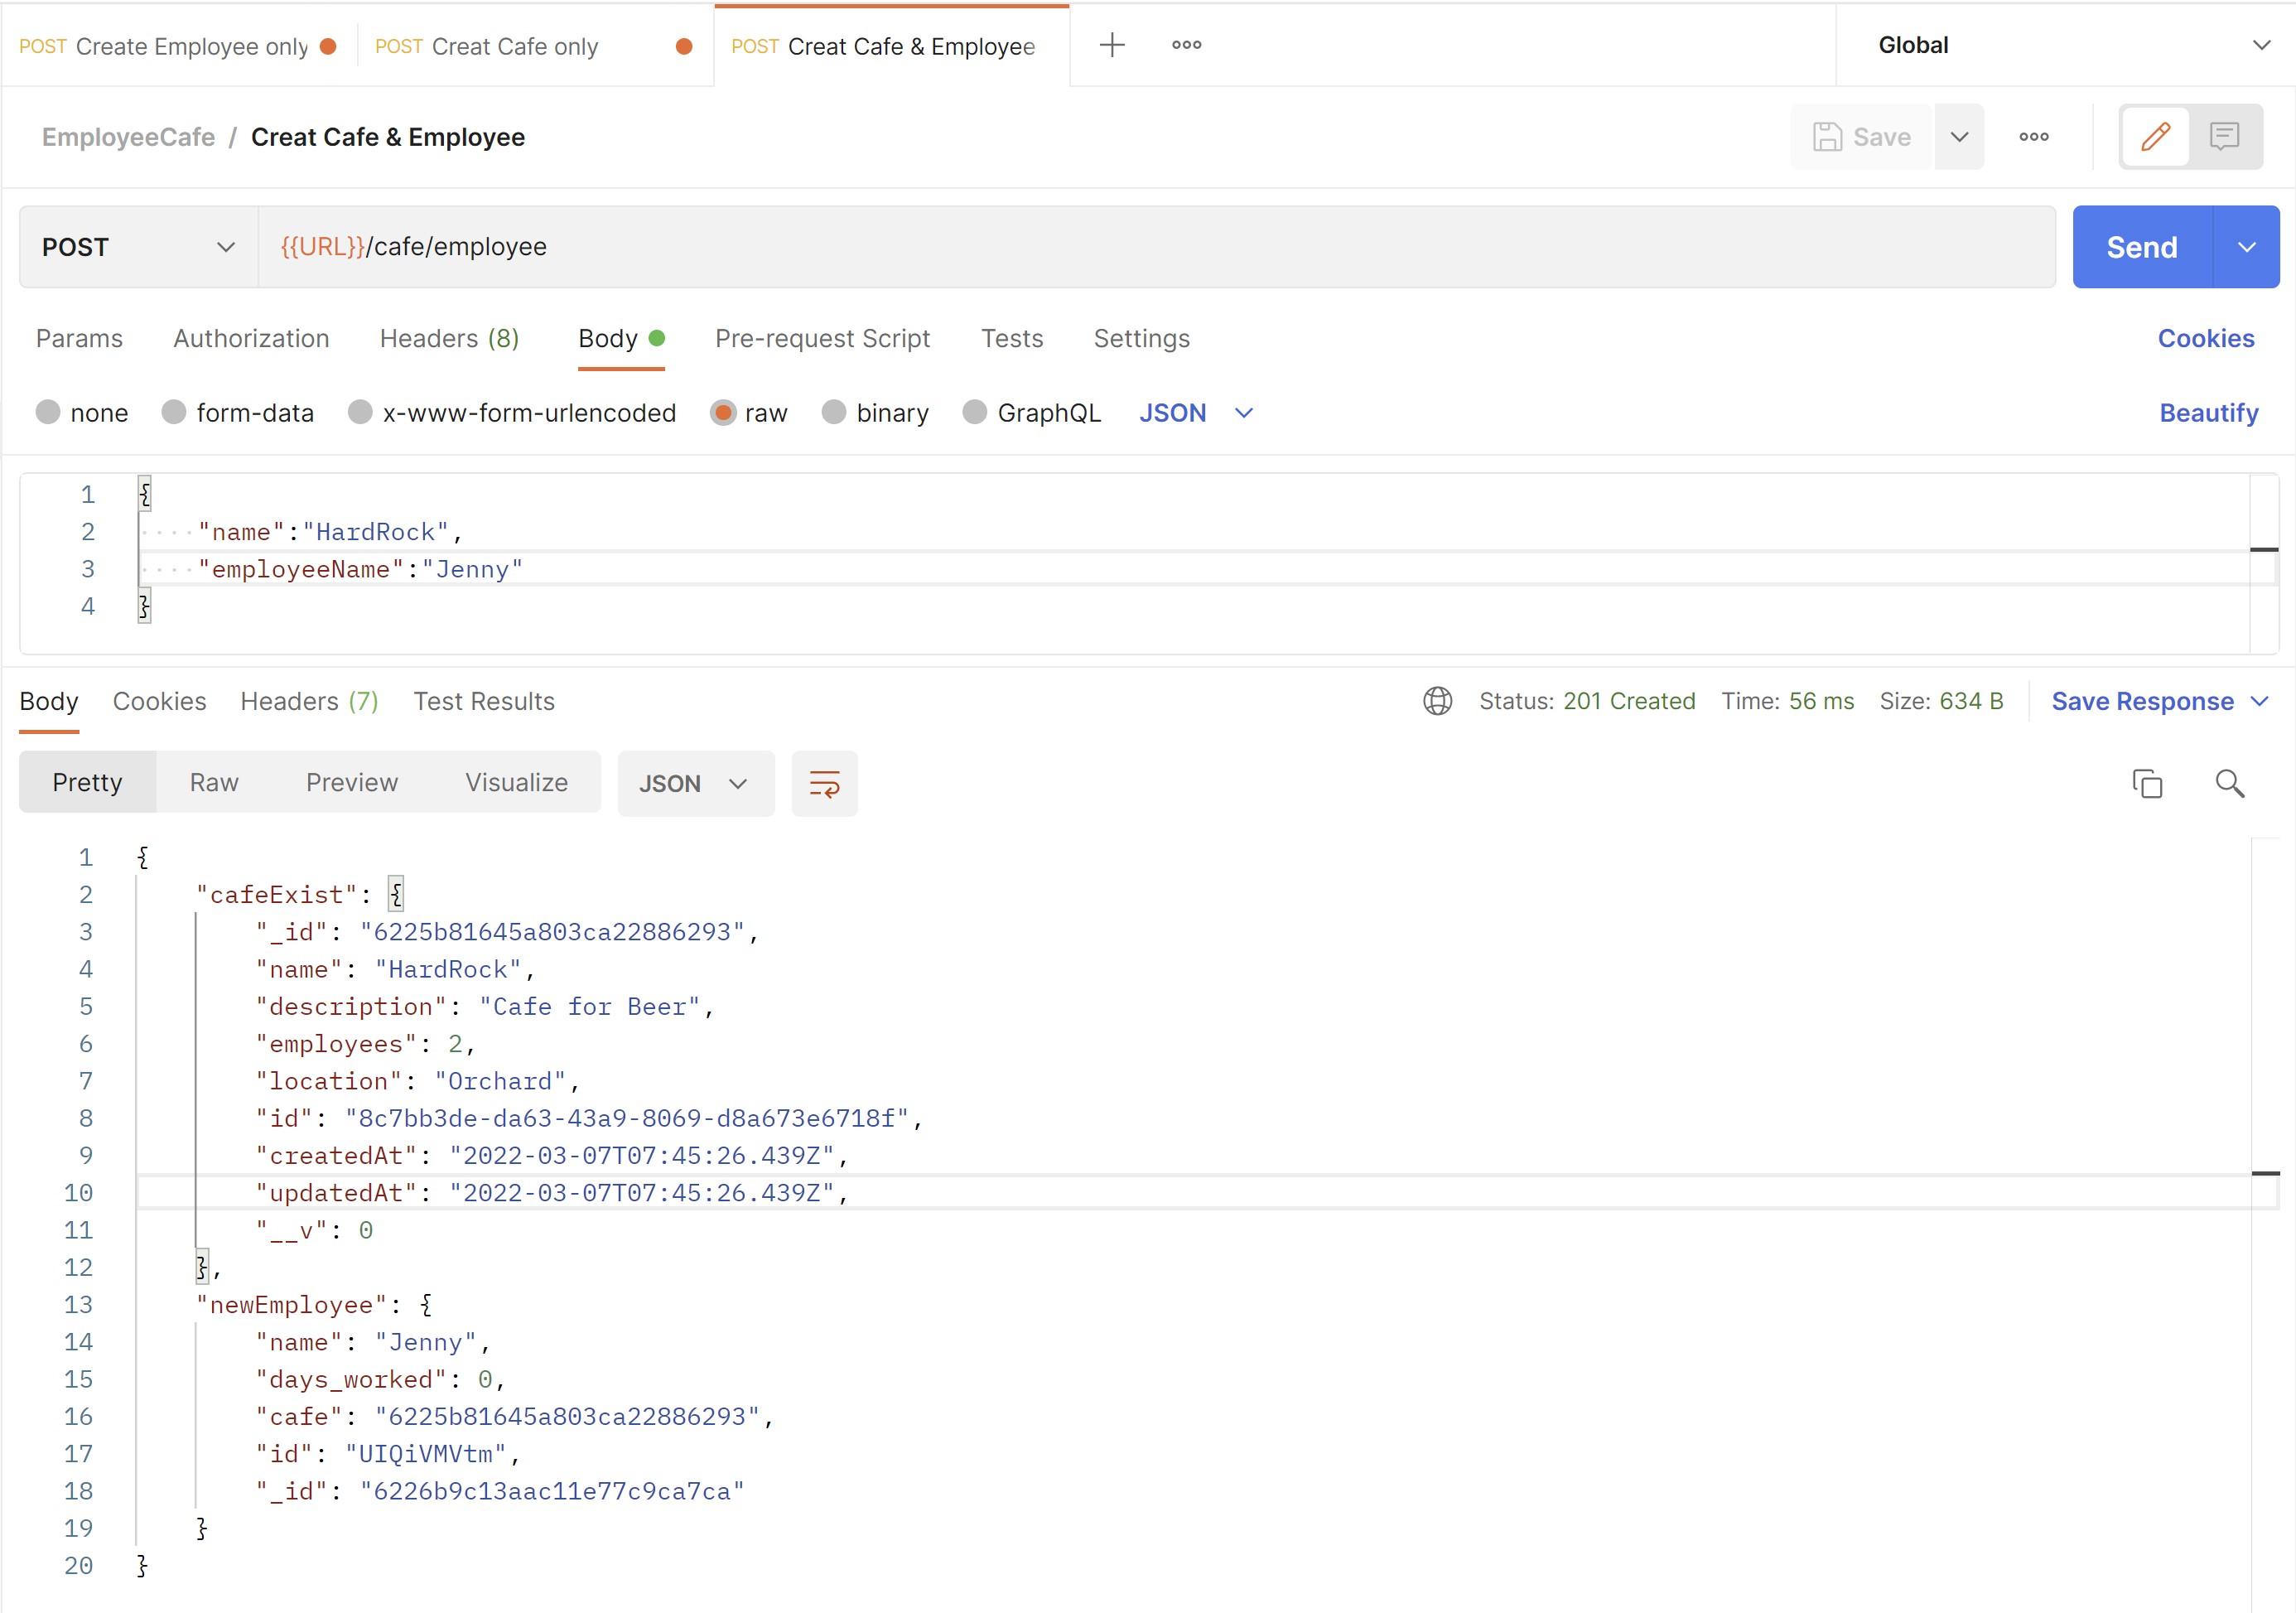 POST Create Employee only POST Creat Cafe only POST Creat Cafe & Employee Global
EmployeeCafe / Creat Cafe & Employee Save
POST {{URL}}/cafe/employee Send
Params Authorization Headers (8) Body Pre-request Script Tests Settings Cookies
none form-data x-www-form-urlencoded raw binary GraphQL JSON Beautify
1 {
2 "name":"HardRock",
3 "employeeName":"Jenny"
4 }
Body Cookies Headers (7) Test Results Status: 201 Created Time: 56 ms Size: 634 B Save Response
Pretty Raw Preview Visualize JSON
1 {
2 "cafeExist": {
3 "_id": "6225b81645a803ca22886293",
4 "name": "HardRock",
5 "description": "Cafe for Beer",
6 "employees": 2,
7 "location": "Orchard",
8 "id": "8c7bb3de-da63-43a9-8069-d8a673e6718f",
9 "createdAt": "2022-03-07T07:45:26.439Z",
10 "updatedAt": "2022-03-07T07:45:26.439Z",
11 "__v": 0
12 },
13 "newEmployee": {
14 "name": "Jenny",
15 "days_worked": 0,
16 "cafe": "6225b81645a803ca22886293",
17 "id": "UIQiVMVtm",
18 "_id": "6226b9c13aac11e77c9ca7ca"
19 }
20 }